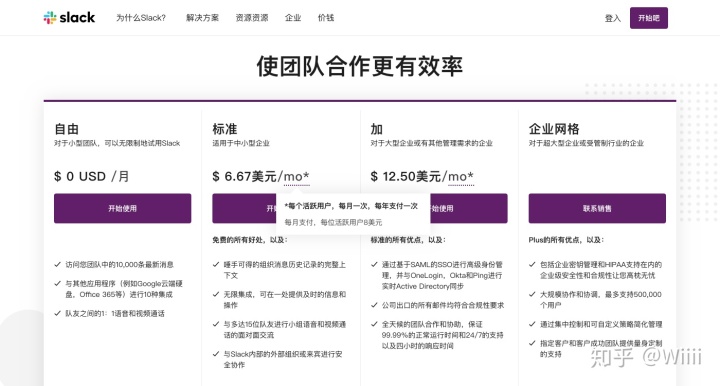 slack 为什么Slack? 解决方案 资源资源 企业 价钱 登入 开始吧
使团队合作更有效率
自由
对于小型团队，可以无限制地试用Slack
$ 0 USD /月
开始使用
访问您团队中的10,000条最新消息
与其他应用程序（例如Google云端硬
盘，Office 365等）进行10种集成
队友之间的1：1语音和视频通话
标准
适用于中小型企业
$ 6.67美元/mo*
*每个活跃用户，每月一次，每年支付一次
每月支付，每位活跃用户8美元
免费的所有好处，以及：
唾手可得的组织消息历史记录的完整上
下文
无限集成，可在一处提供及时的信息和
操作
与多达15位队友进行小组语音和视频通
话的面对面交流
与Slack内部的外部组织或来宾进行安
全协作
加
对于大型企业或有其他管理需求的企业
$ 12.50美元/mo*
开始使用
标准的所有优点，以及：
通过基于SAML的SSO进行高级身份管
理，并与OneLogin，Okta和Ping进行
实时Active Directory同步
公司出口的所有邮件均符合合规性要求
全天候的团队合作和协助，保证
99.99%的正常运行时间和24/7的支持
以及四小时的响应时间
企业网格
对于超大型企业或受管制行业的企业
联系销售
Plus的所有优点，以及：
包括企业密钥管理和HIPAA支持在内的
企业级安全性和合规性让您高枕无忧
大规模协作和协调，最多支持500,000
个用户
通过集中控制和可自定义策略简化管理
指定客户和客户成功团队提供量身定制
的支持
知乎 @Wiiii